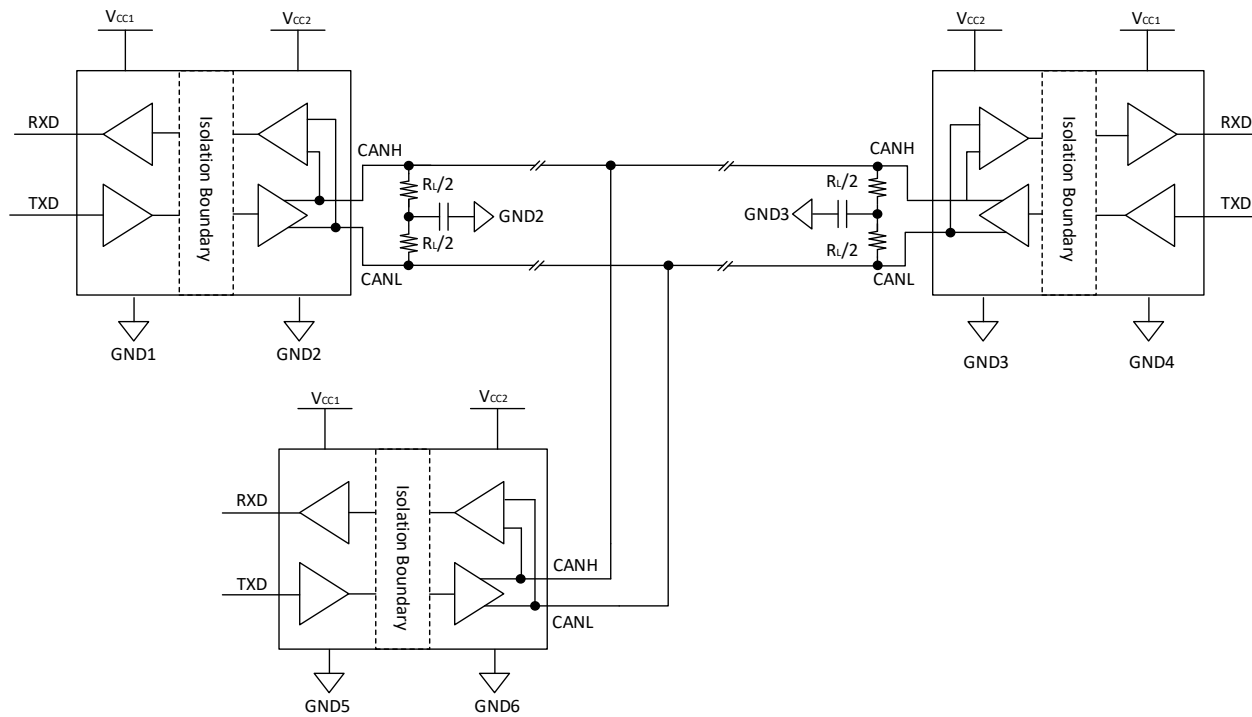 VCC1
VCC2
VCC2
VCC1
RXD
TXD
Isolation Boundary
CANH
CANL
RL/2
RL/2
GND2
GND1
GND2
CANH
CANL
RL/2
RL/2
GND3
Isolation Boundary
RXD
TXD
GND3
GND4
VCC1
VCC2
RXD
TXD
Isolation Boundary
CANH
CANL
GND5
GND6